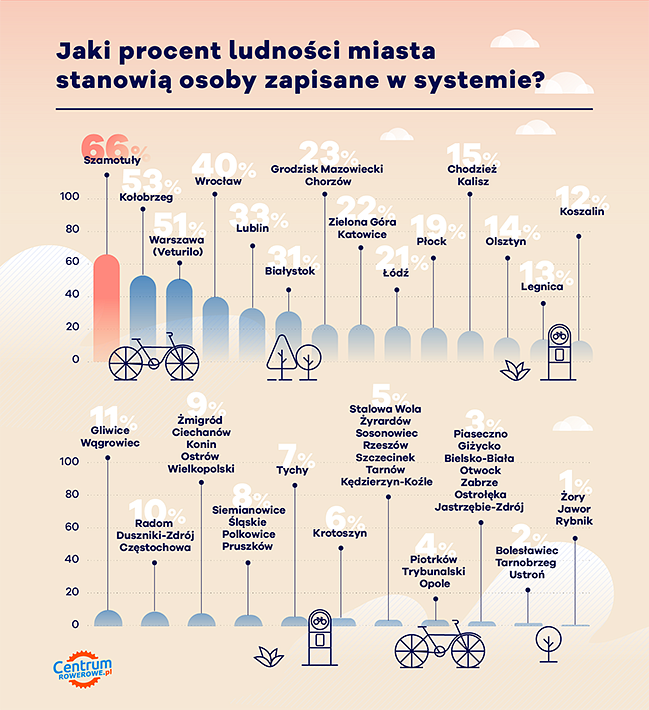 Jaki procent ludności miasta
stanowią osoby zapisane w systemie?
66%
Szamotuły
53%
Kołobrzeg
51%
Warszawa
(Veturilo)
40%
Wrocław
33%
Lublin
31%
Białystok
23%
Grodzisk Mazowiecki
Chorzów
22%
Zielona Góra
Katowice
21%
Łódź
19%
Płock
15%
Chodzież
Kalisz
14%
Olsztyn
13%
Legnica
12%
Koszalin
100
80
60
40
20
0
11%
Gliwice
Wągrowiec
10%
Radom
Duszniki-Zdrój
Częstochowa
9%
Żmigród
Ciechanów
Konin
Ostrów
Wielkopolski
8%
Siemianowice
Śląskie
Polkowice
Pruszków
7%
Tychy
6%
Krotoszyn
5%
Stalowa Wola
Żyrardów
Sosonowiec
Rzeszów
Szczecinek
Tarnów
Kędzierzyn-Koźle
4%
Piotrków
Trybunalski
Opole
3%
Piaseczno
Giżycko
Bielsko-Biała
Otwock
Zabrze
Ostrołęka
Jastrzębie-Zdrój
2%
Bolesławiec
Tarnobrzeg
Ustroń
1%
Żory
Jawor
Rybnik
100
80
60
40
20
0
Centrum
ROWEROWE.pl